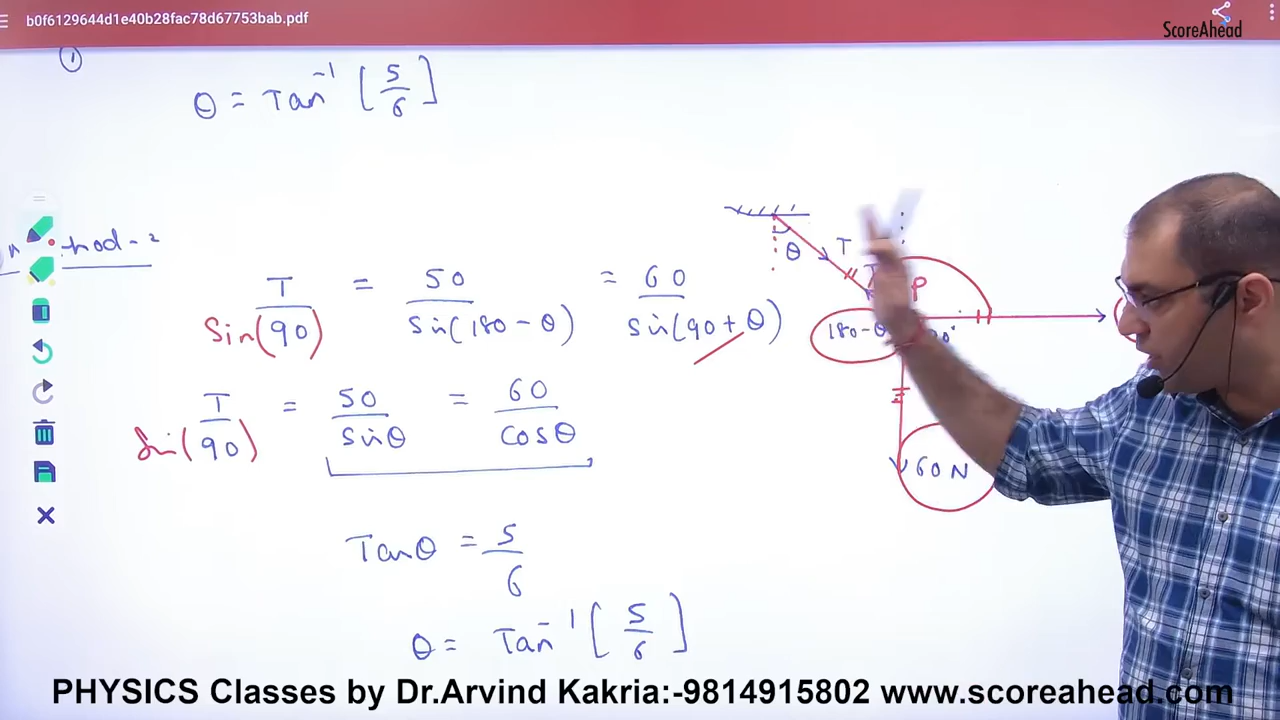 b0f6129644d1e40b28fac78d67753bab.pdf
ScoreAhead
①
θ = Tan⁻¹ [5/6]
hod-2
T/Sin(90) = 50/Sin(180-θ) = 60/Sin(90+θ)
T/Sin(90) = 50/Sinθ = 60/Cosθ
Tanθ = 5/6
θ = Tan⁻¹ [5/6]
θ
T
T
P
180-θ
60 N
PHYSICS Classes by Dr.Arvind Kakria:-9814915802 www.scoreahead.com